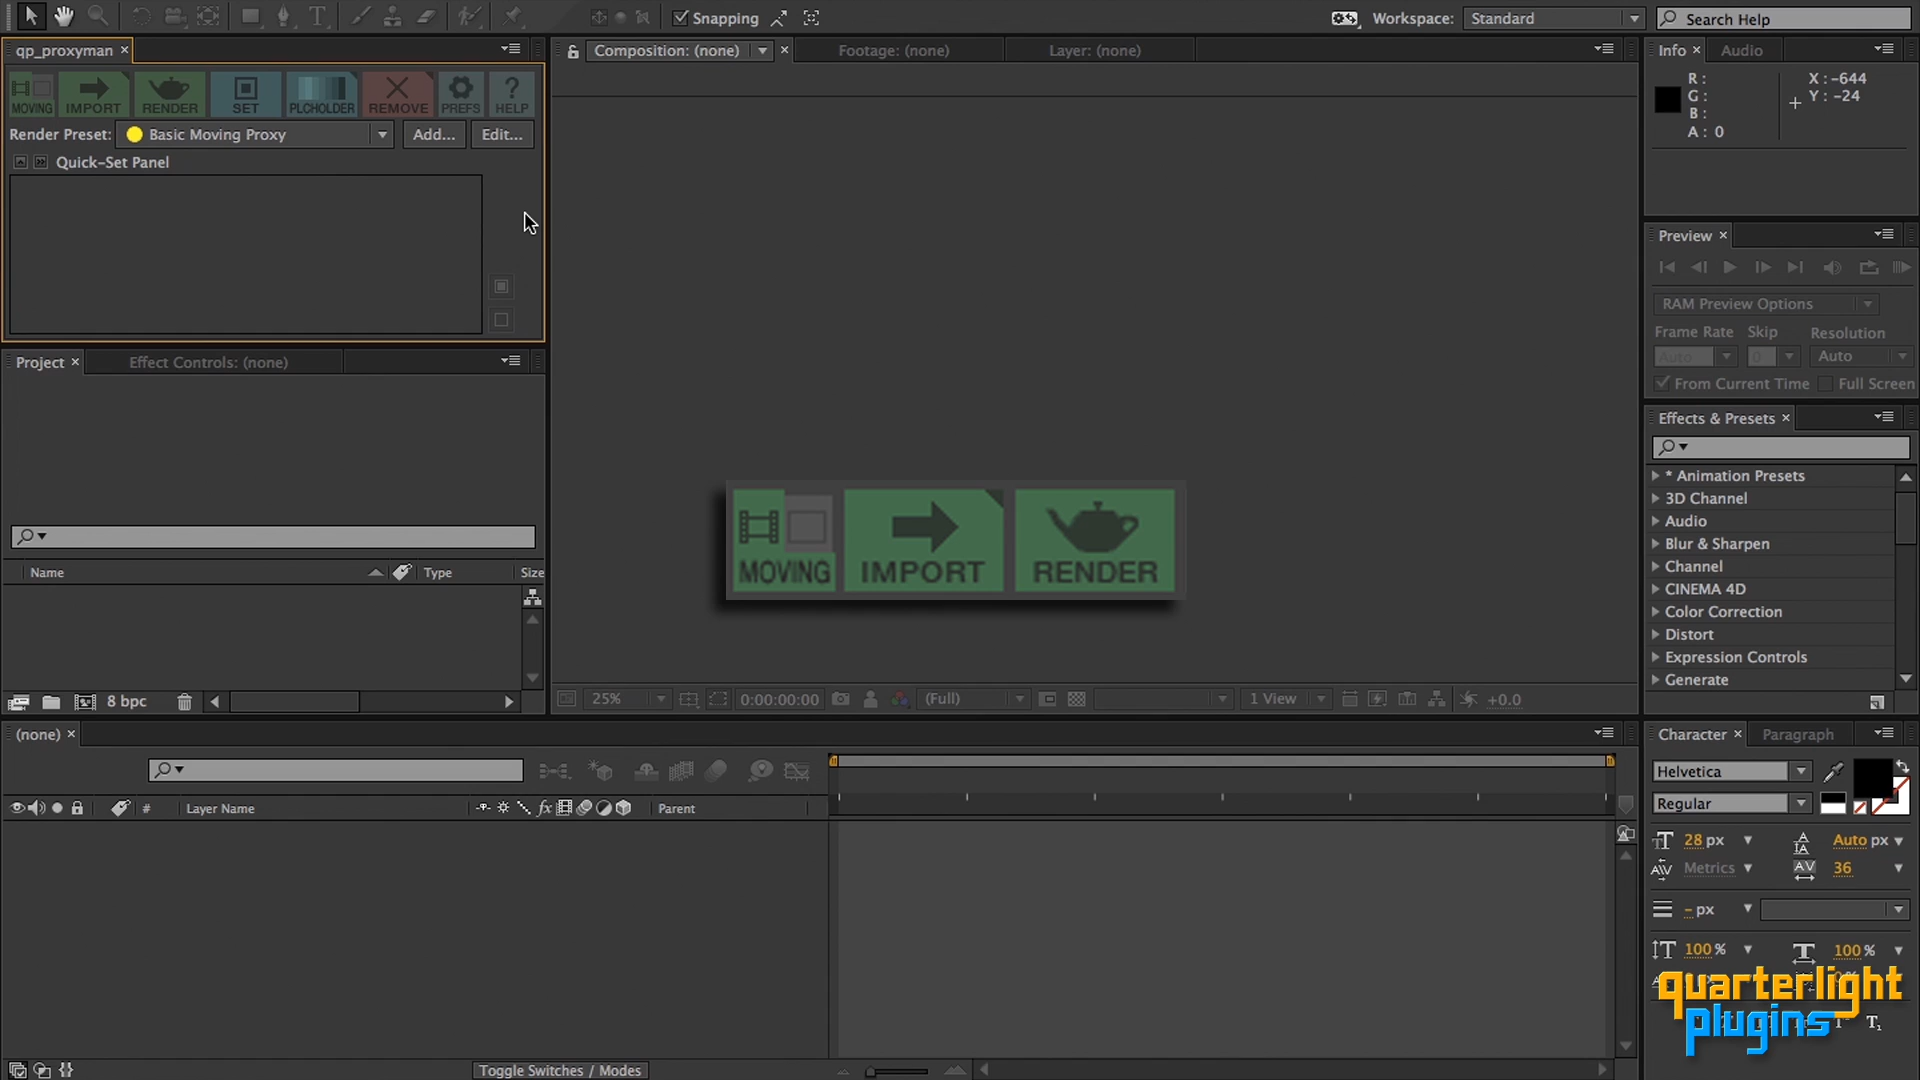 Snapping
Workspace: Standard
Search Help
qp_proxyman
MOVING IMPORT RENDER SET PLCHOLDER REMOVE PREFS HELP
Render Preset: Basic Moving Proxy Add... Edit...
Quick-Set Panel
Project Effect Controls: (none)
Name Type Size
8 bpc
Composition: (none) Footage: (none) Layer: (none)
MOVING IMPORT RENDER
25% 0:00:00:00 (Full) 1 View +0.0
Info Audio
R : X : -644
G : Y : -24
B :
A : 0
Preview
RAM Preview Options
Frame Rate Skip Resolution
Auto 0 Auto
From Current Time Full Screen
Effects & Presets
* Animation Presets
3D Channel
Audio
Blur & Sharpen
Channel
CINEMA 4D
Color Correction
Distort
Expression Controls
Generate
(none)
# Layer Name fx Parent
Toggle Switches / Modes
Character Paragraph
Helvetica
Regular
28 px Auto px
Metrics 36
- px
100 % 100 %
quarterlight
plugins